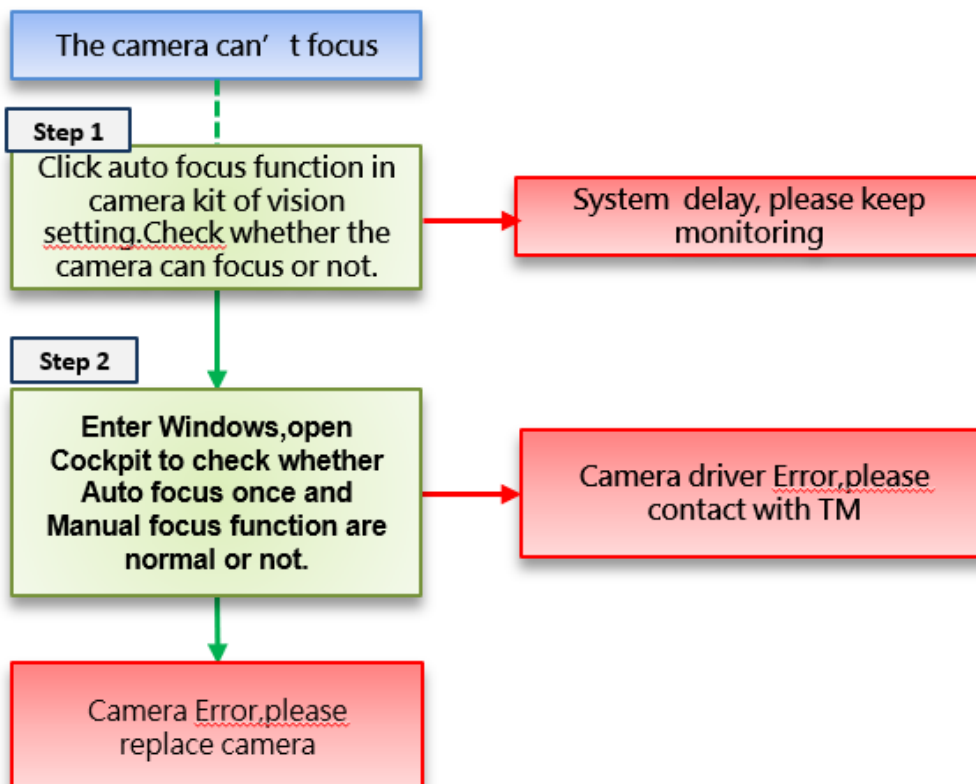 The camera can’ t focus
Step 1
Click auto focus function in
camera kit of vision
setting.Check whether the
camera can focus or not.
System delay, please keep
monitoring
Step 2
Enter Windows,open
Cockpit to check whether
Auto focus once and
Manual focus function are
normal or not.
Camera driver Error,please
contact with TM
Camera Error,please
replace camera